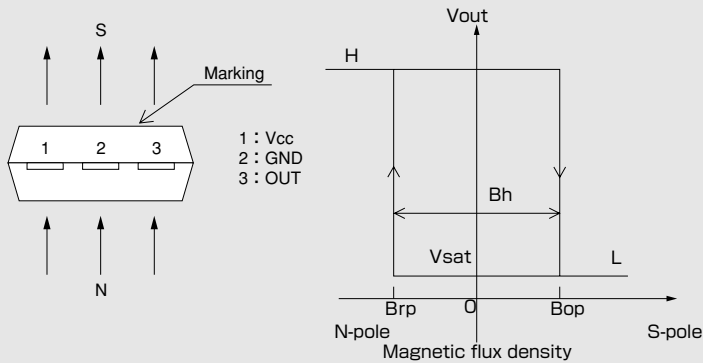 S
Marking
1 2 3
N
1：Vcc
2：GND
3：OUT
Vout
H
Bh
Vsat
L
Brp O Bop
N-pole S-pole
Magnetic flux density